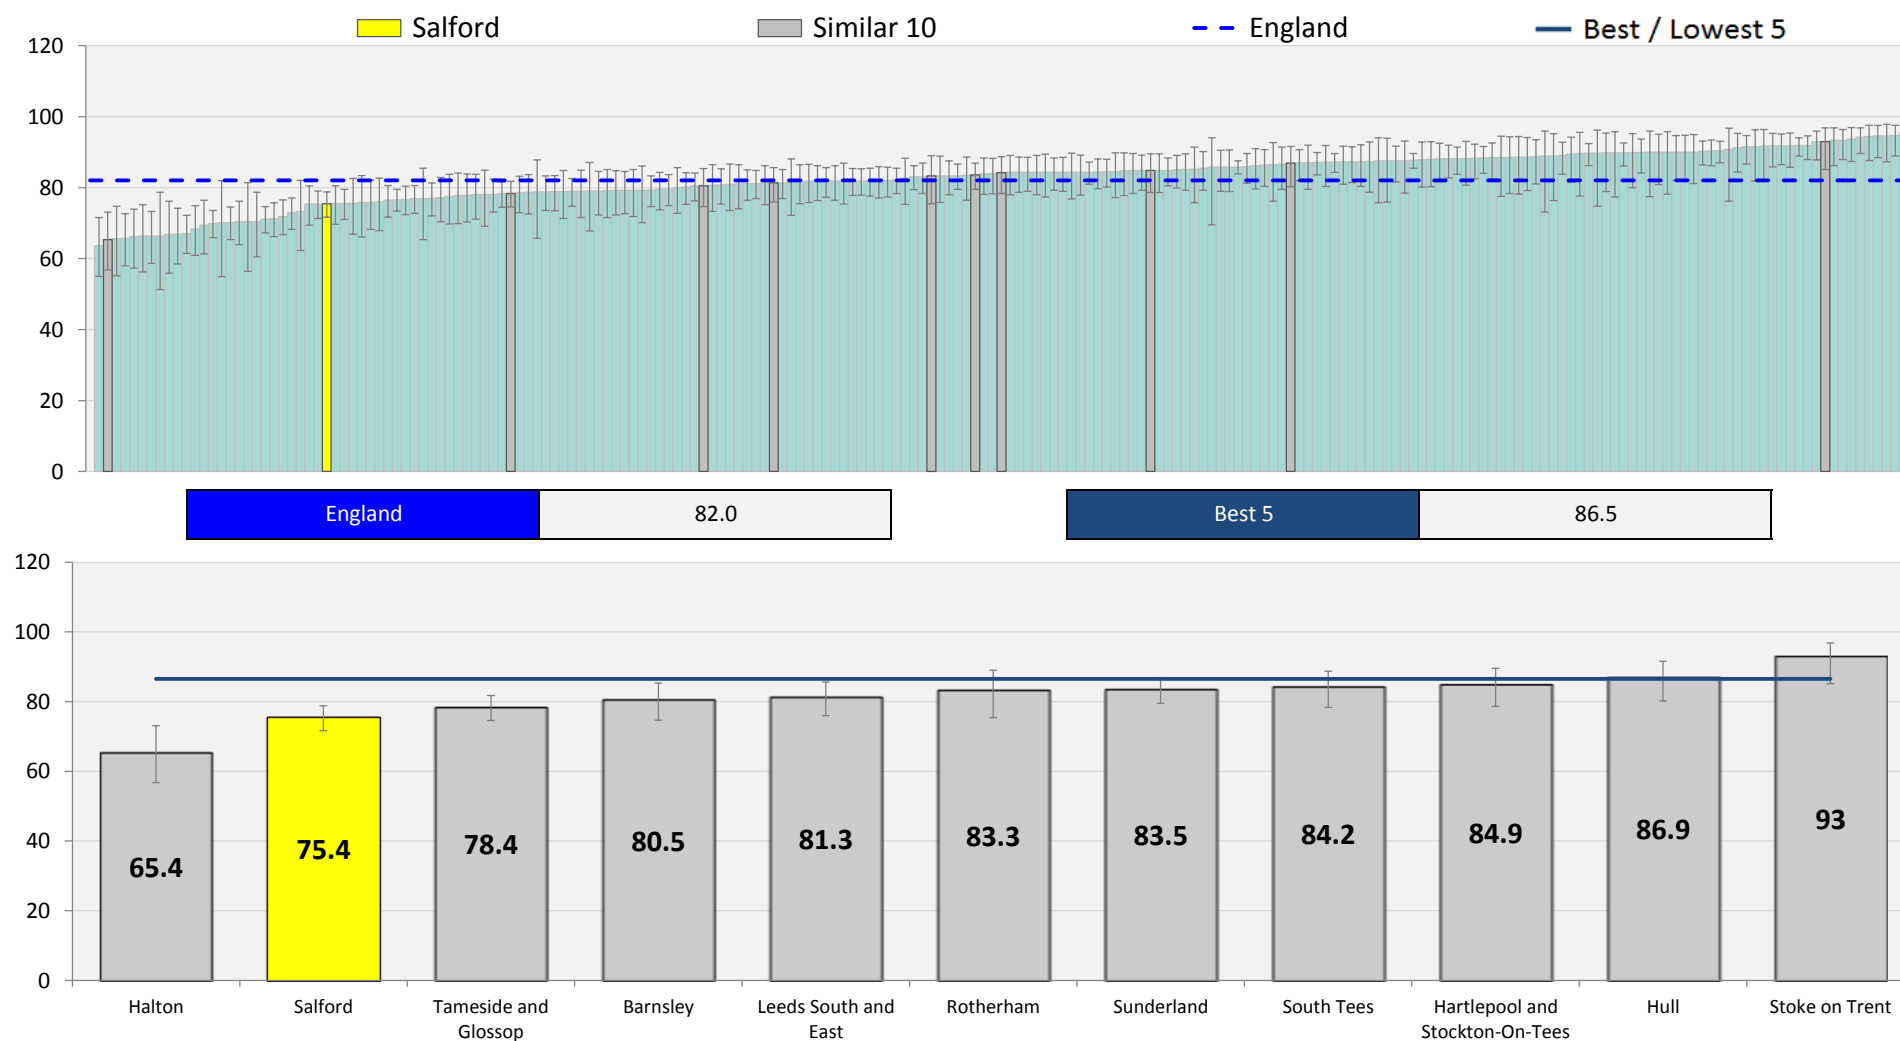 Salford Similar 10 England Best / Lowest 5
120
100
80
60
40
20
0
England 82.0 Best 5 86.5
120
100
80
60
40
20
0
65.4 75.4 78.4 80.5 81.3 83.3 83.5 84.2 84.9 86.9 93
Halton Salford Tameside and Barnsley Leeds South and Rotherham Sunderland South Tees Hartlepool and Hull Stoke on Trent
Glossop East Stockton-On-Tees